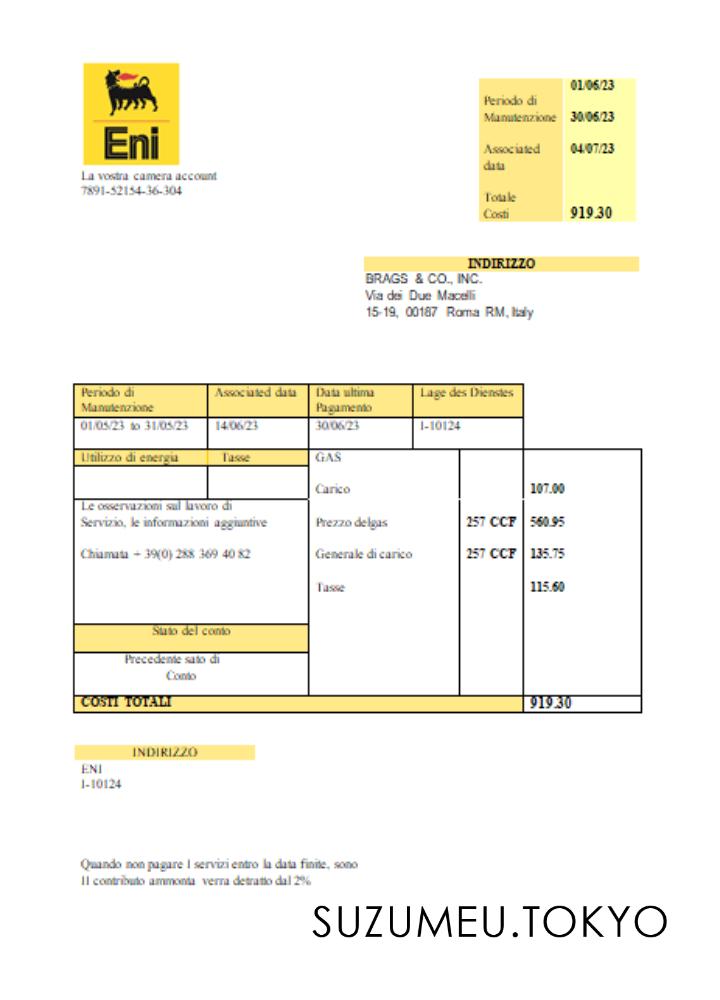 Eni
La vostra camera account
7891-52154-36-304
01/06/23
Periodo di
Manutenzione 30/06/23
Associated 04/07/23
data
Totale
Costi 919.30
INDIRIZZO
BRAGS & CO., INC.
Via dei Due Macelli
15-19, 00187 Roma RM, Italy
Periodo di Associated data Data ultima Lage des Dienstes
Manutenzione Pagamento
01/05/23 to 31/05/23 14/06/23 30/06/23 I-10124
Utilizzo di energia Tasse GAS
Carico 107.00
Le osservazioni sul lavoro di
Servizio, le informazioni aggiuntive Prezzo delgas 257 CCF 560.95
Chiamata + 39(0) 288 369 40 82 Generale di carico 257 CCF 135.75
Tasse 115.60
Stato del conto
Precedente sato di
Conto
COSTI TOTALI 919.30
INDIRIZZO
ENI
I-10124
Quando non pagare I servizi entro la data finite, sono
Il contributo ammonta verra detratto dal 2%
SUZUMEU.TOKYO